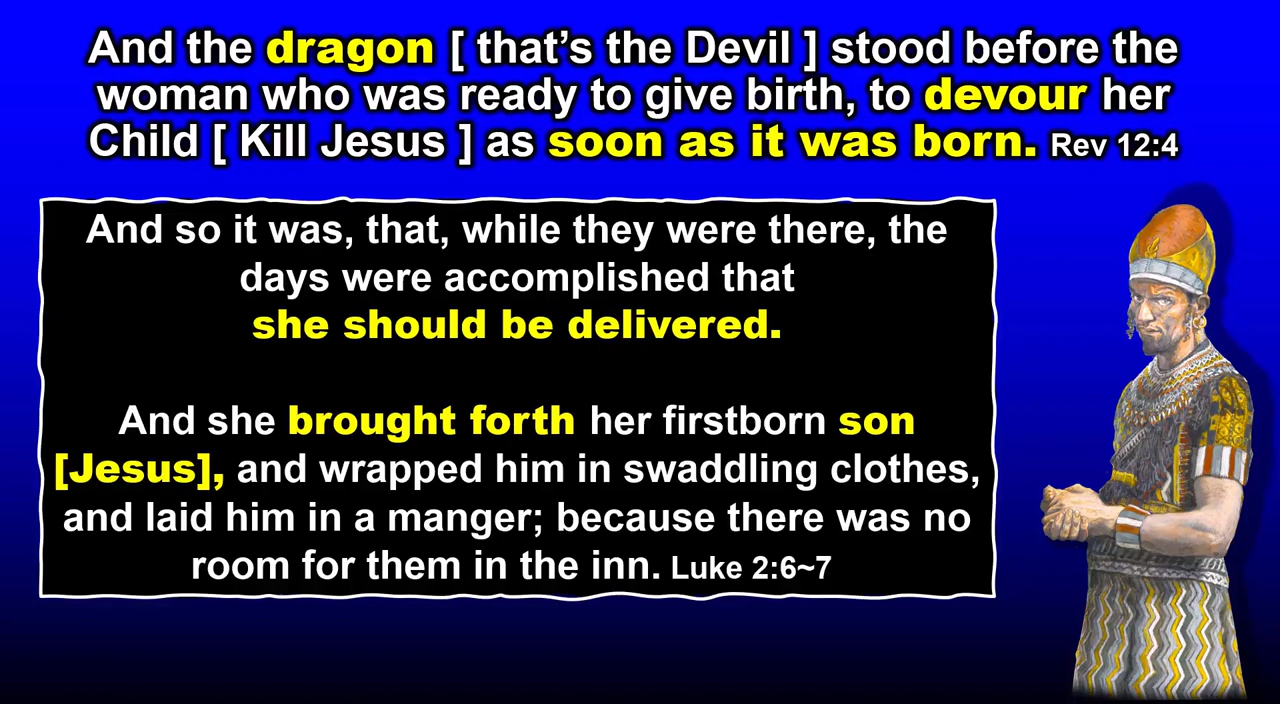 And the dragon [ that’s the Devil ] stood before the
woman who was ready to give birth, to devour her
Child [ Kill Jesus ] as soon as it was born. Rev 12:4
And so it was, that, while they were there, the
days were accomplished that
she should be delivered.
And she brought forth her firstborn son
[Jesus], and wrapped him in swaddling clothes,
and laid him in a manger; because there was no
room for them in the inn. Luke 2:6~7